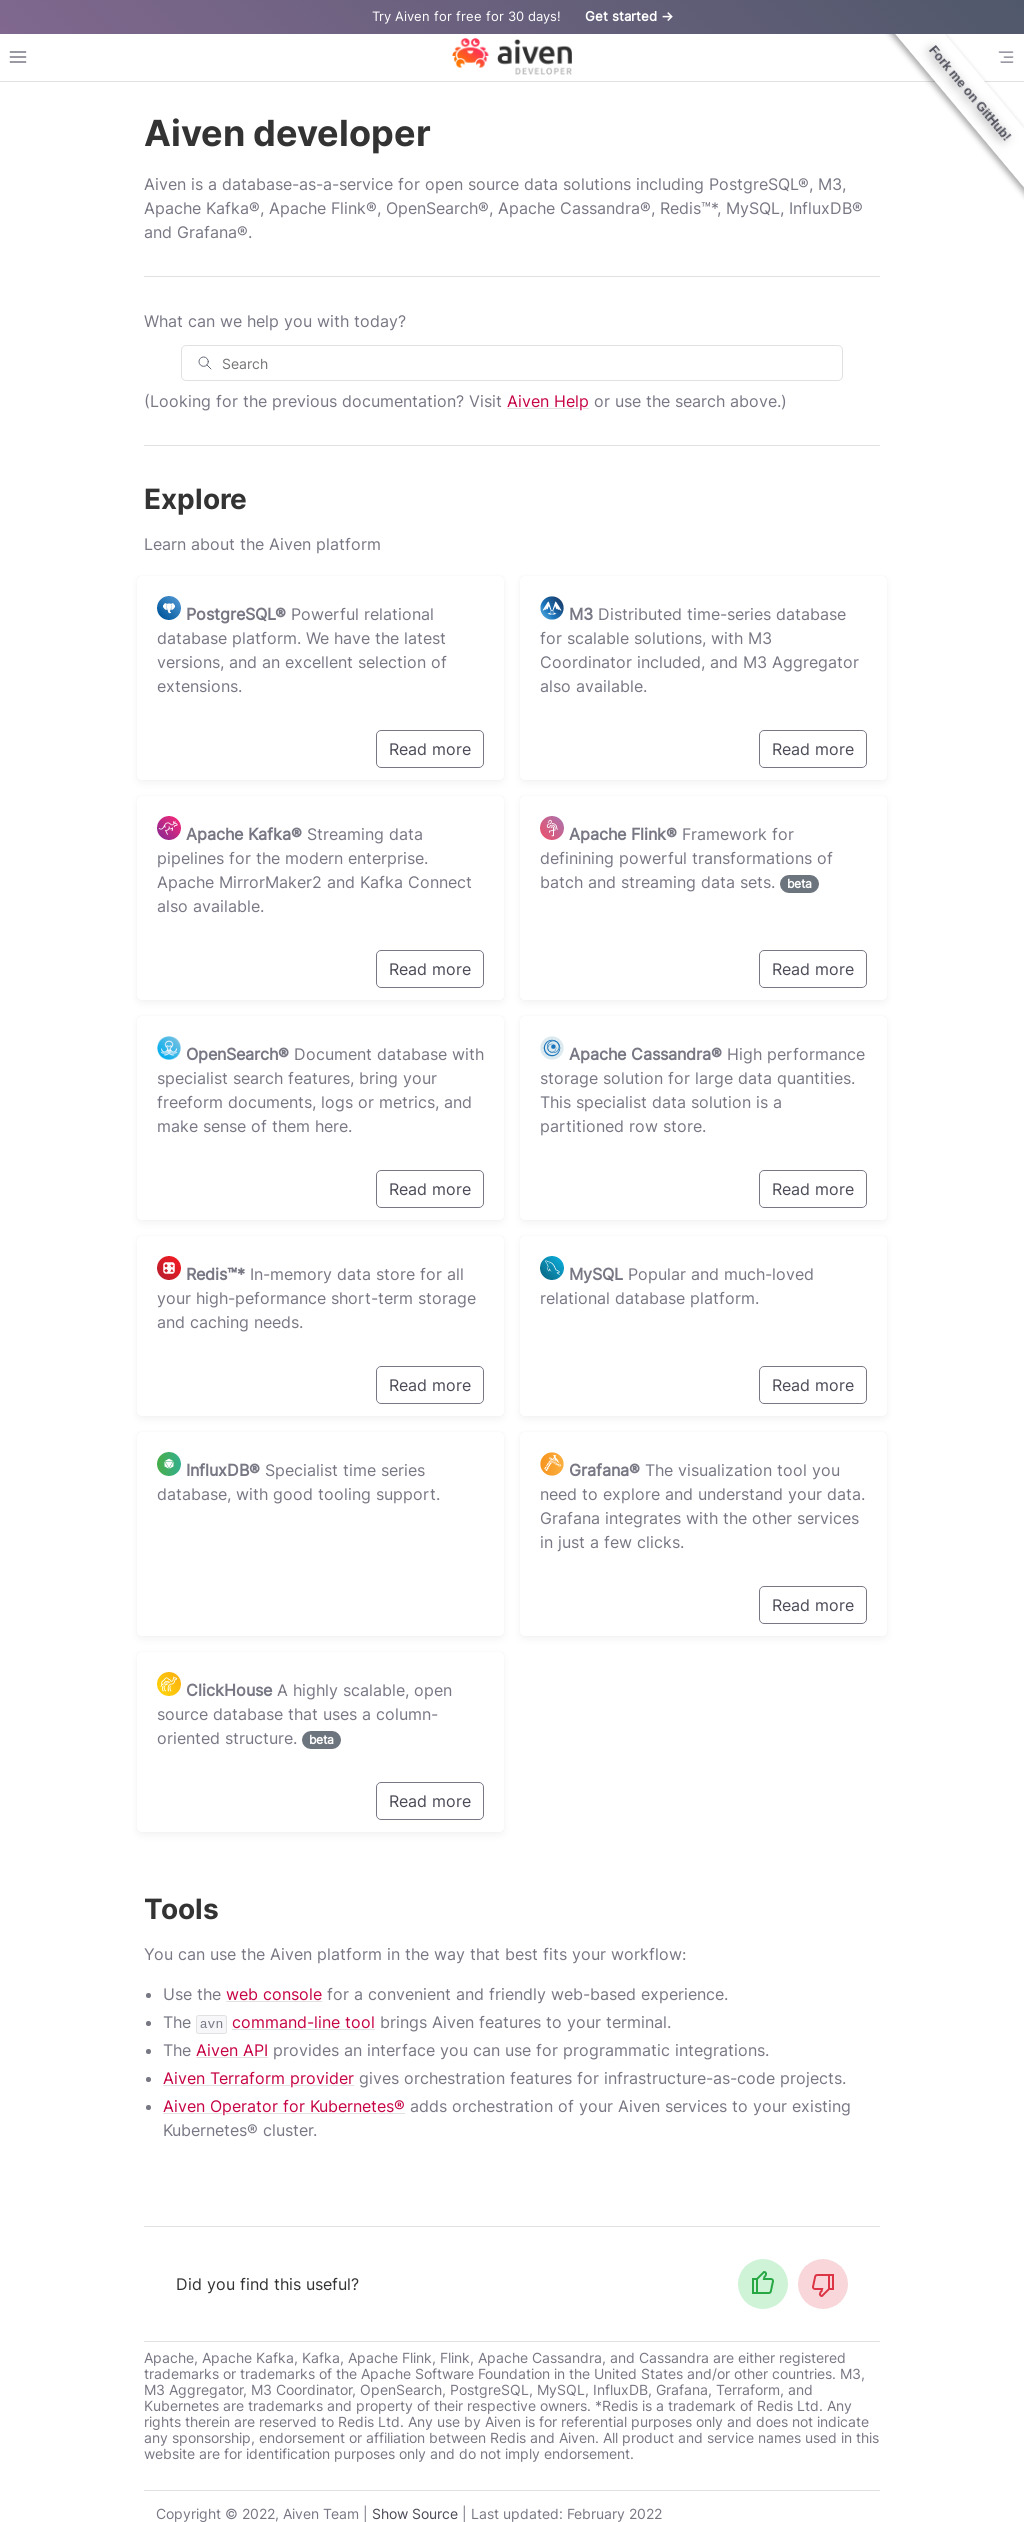 Try Aiven for free for 30 days! Get started →
aiven
DEVELOPER
Fork me on GitHub!
Aiven developer
Aiven is a database-as-a-service for open source data solutions including PostgreSQL®, M3,
Apache Kafka®, Apache Flink®, OpenSearch®, Apache Cassandra®, Redis™*, MySQL, InfluxDB®
and Grafana®.
What can we help you with today?
Search
(Looking for the previous documentation? Visit Aiven Help or use the search above.)
Explore
Learn about the Aiven platform
PostgreSQL® Powerful relational
database platform. We have the latest
versions, and an excellent selection of
extensions.
Read more
M3 Distributed time-series database
for scalable solutions, with M3
Coordinator included, and M3 Aggregator
also available.
Read more
Apache Kafka® Streaming data
pipelines for the modern enterprise.
Apache MirrorMaker2 and Kafka Connect
also available.
Read more
Apache Flink® Framework for
definining powerful transformations of
batch and streaming data sets. beta
Read more
OpenSearch® Document database with
specialist search features, bring your
freeform documents, logs or metrics, and
make sense of them here.
Read more
Apache Cassandra® High performance
storage solution for large data quantities.
This specialist data solution is a
partitioned row store.
Read more
Redis™* In-memory data store for all
your high-peformance short-term storage
and caching needs.
Read more
MySQL Popular and much-loved
relational database platform.
Read more
InfluxDB® Specialist time series
database, with good tooling support.
Grafana® The visualization tool you
need to explore and understand your data.
Grafana integrates with the other services
in just a few clicks.
Read more
ClickHouse A highly scalable, open
source database that uses a column-
oriented structure. beta
Read more
Tools
You can use the Aiven platform in the way that best fits your workflow:
• Use the web console for a convenient and friendly web-based experience.
• The avn command-line tool brings Aiven features to your terminal.
• The Aiven API provides an interface you can use for programmatic integrations.
• Aiven Terraform provider gives orchestration features for infrastructure-as-code projects.
• Aiven Operator for Kubernetes® adds orchestration of your Aiven services to your existing
Kubernetes® cluster.
Did you find this useful?
Apache, Apache Kafka, Kafka, Apache Flink, Flink, Apache Cassandra, and Cassandra are either registered
trademarks or trademarks of the Apache Software Foundation in the United States and/or other countries. M3,
M3 Aggregator, M3 Coordinator, OpenSearch, PostgreSQL, MySQL, InfluxDB, Grafana, Terraform, and
Kubernetes are trademarks and property of their respective owners. *Redis is a trademark of Redis Ltd. Any
rights therein are reserved to Redis Ltd. Any use by Aiven is for referential purposes only and does not indicate
any sponsorship, endorsement or affiliation between Redis and Aiven. All product and service names used in this
website are for identification purposes only and do not imply endorsement.
Copyright © 2022, Aiven Team | Show Source | Last updated: February 2022